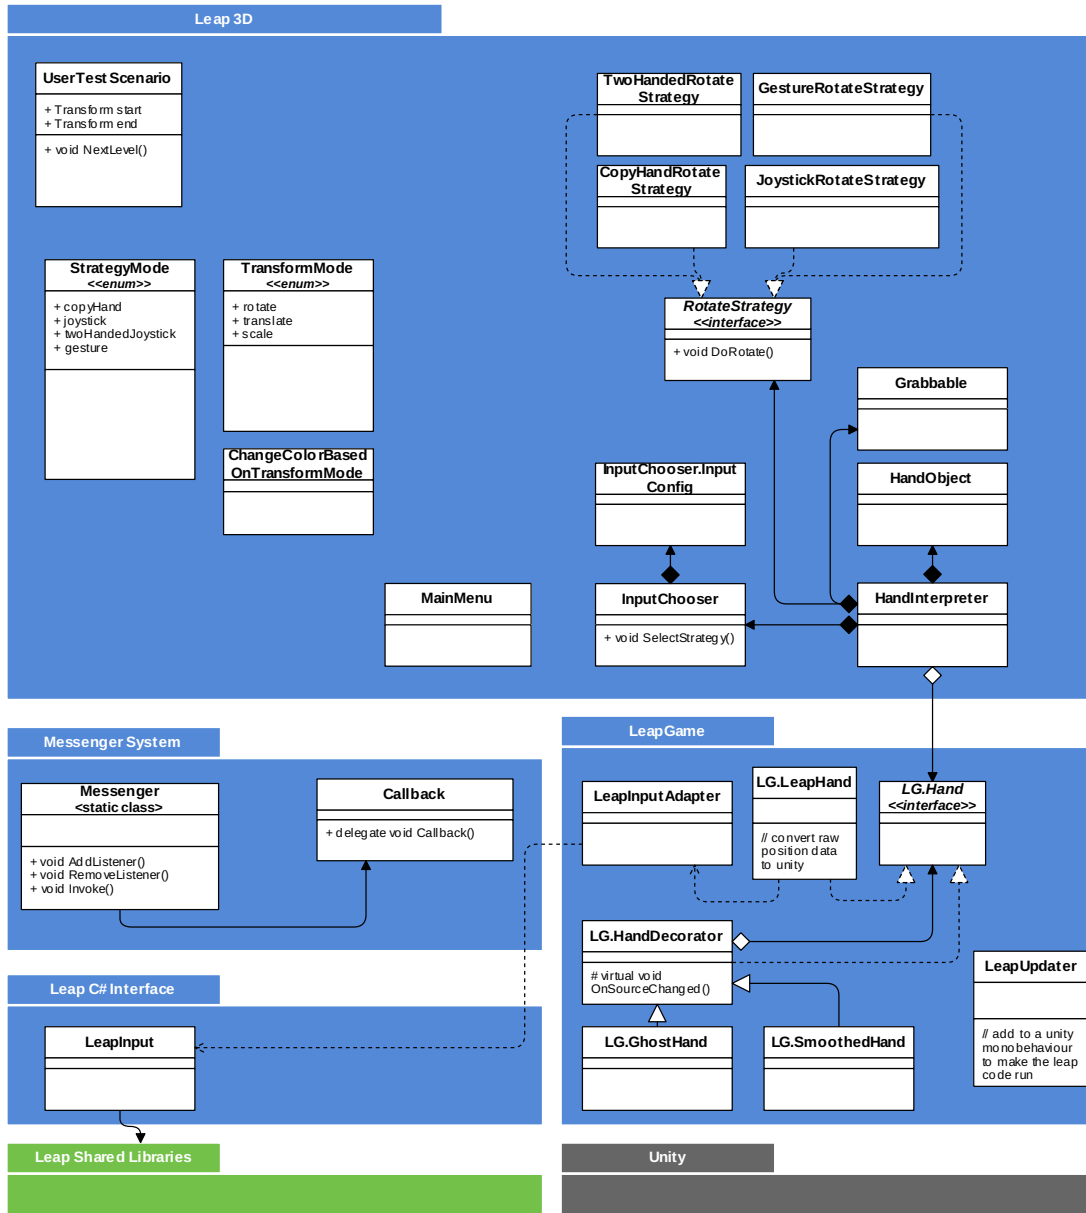 Leap 3D
UserTestScenario
+ Transform start
+ Transform end
+ void NextLevel()
TwoHandedRotate
Strategy
GestureRotateStrategy
CopyHandRotate
Strategy
JoystickRotateStrategy
StrategyMode
<<enum>>
+ copyHand
+ joystick
+ twoHandedJoystick
+ gesture
TransformMode
<<enum>>
+ rotate
+ translate
+ scale
RotateStrategy
<<interface>>
+ void DoRotate()
Grabbable
ChangeColorBased
OnTransformMode
InputChooser.Input
Config
HandObject
MainMenu
InputChooser
+ void SelectStrategy()
HandInterpreter
Messenger System
Messenger
<static class>
+ void AddListener()
+ void RemoveListener()
+ void Invoke()
Callback
+ delegate void Callback()
LeapGame
LeapInputAdapter
LG.LeapHand
// convert raw
position data
to unity
LG.Hand
<<interface>>
LG.HandDecorator
# virtual void
OnSourceChanged()
LeapUpdater
// add to a unity
monobehaviour
to make the leap
code run
LG.GhostHand
LG.SmoothedHand
Leap C# Interface
LeapInput
Leap Shared Libraries
Unity